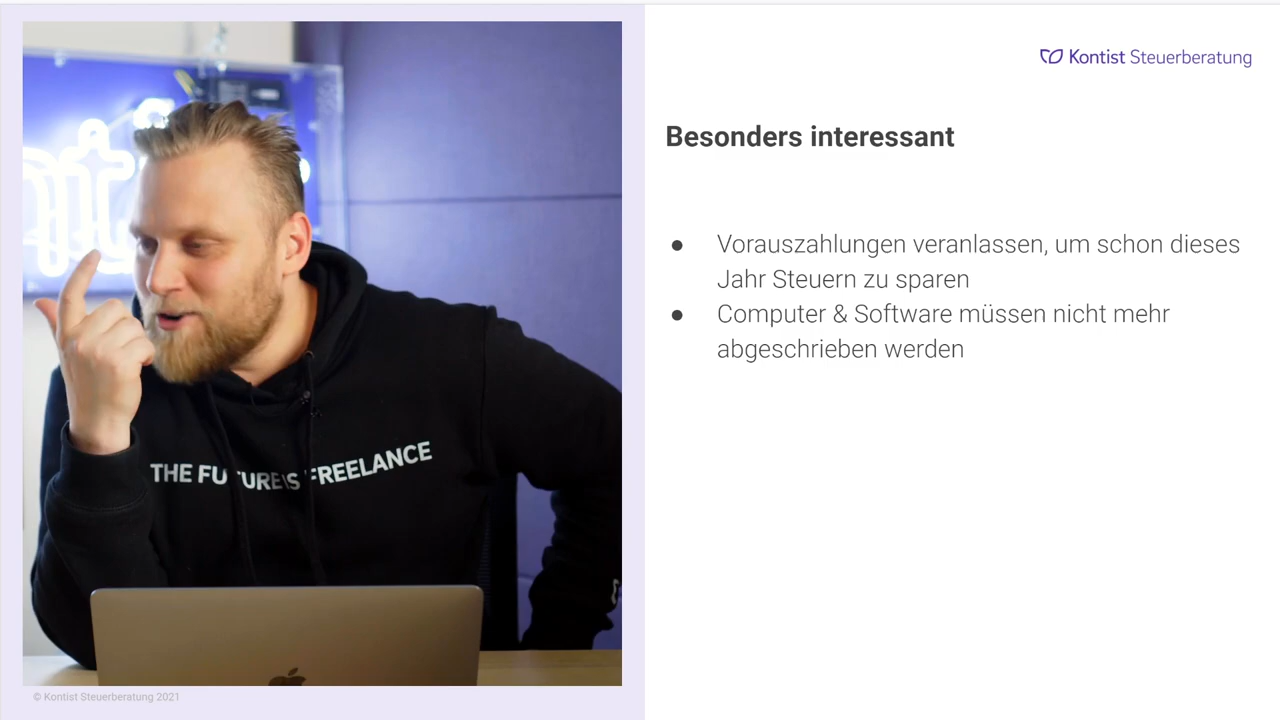 Kontist Steuerberatung
Besonders interessant
● Vorauszahlungen veranlassen, um schon dieses
Jahr Steuern zu sparen
● Computer & Software müssen nicht mehr
abgeschrieben werden
THE FUTURE IS FREELANCE
© Kontist Steuerberatung 2021